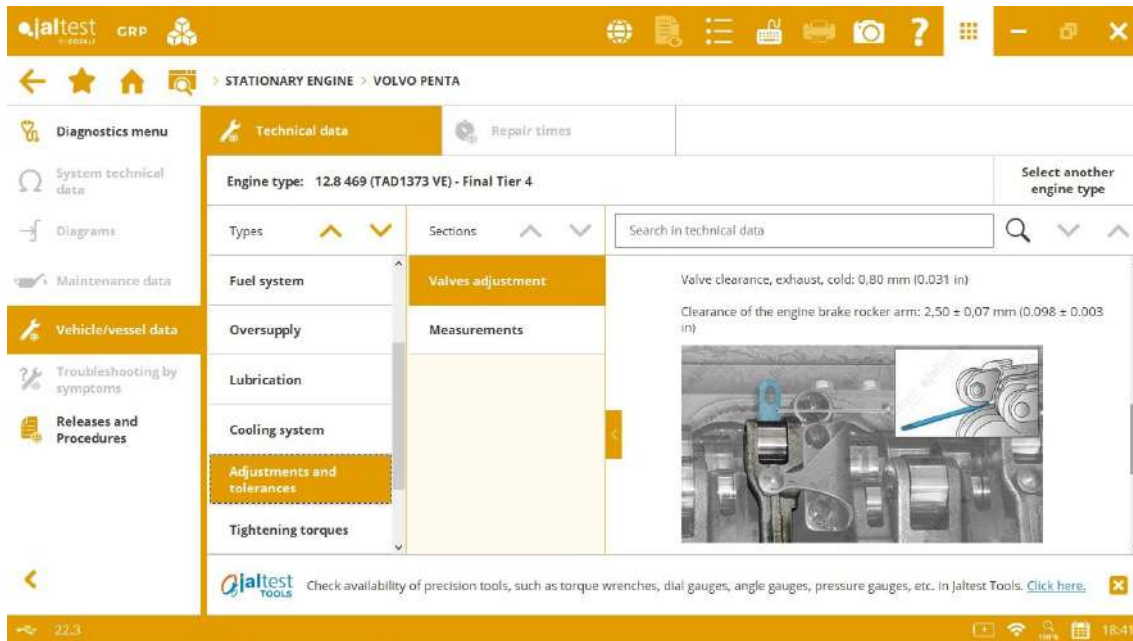 jaltest
BY COJALI
GRP
STATIONARY ENGINE > VOLVO PENTA
Diagnostics menu
System technical
data
Diagrams
Maintenance data
Vehicle/vessel data
Troubleshooting by
symptoms
Releases and
Procedures
Technical data
Repair times
Engine type: 12.8 469 (TAD1373 VE) - Final Tier 4
Select another
engine type
Types
Sections
Search in technical data
Fuel system
Oversupply
Lubrication
Cooling system
Adjustments and
tolerances
Tightening torques
Valves adjustment
Measurements
Valve clearance, exhaust, cold: 0,80 mm (0.031 in)
Clearance of the engine brake rocker arm: 2,50 ± 0,07 mm (0.098 ± 0.003
in)
jaltest
TOOLS
Check availability of precision tools, such as torque wrenches, dial gauges, angle gauges, pressure gauges, etc. in Jaltest Tools. Click here.
22.3
100%
18:41